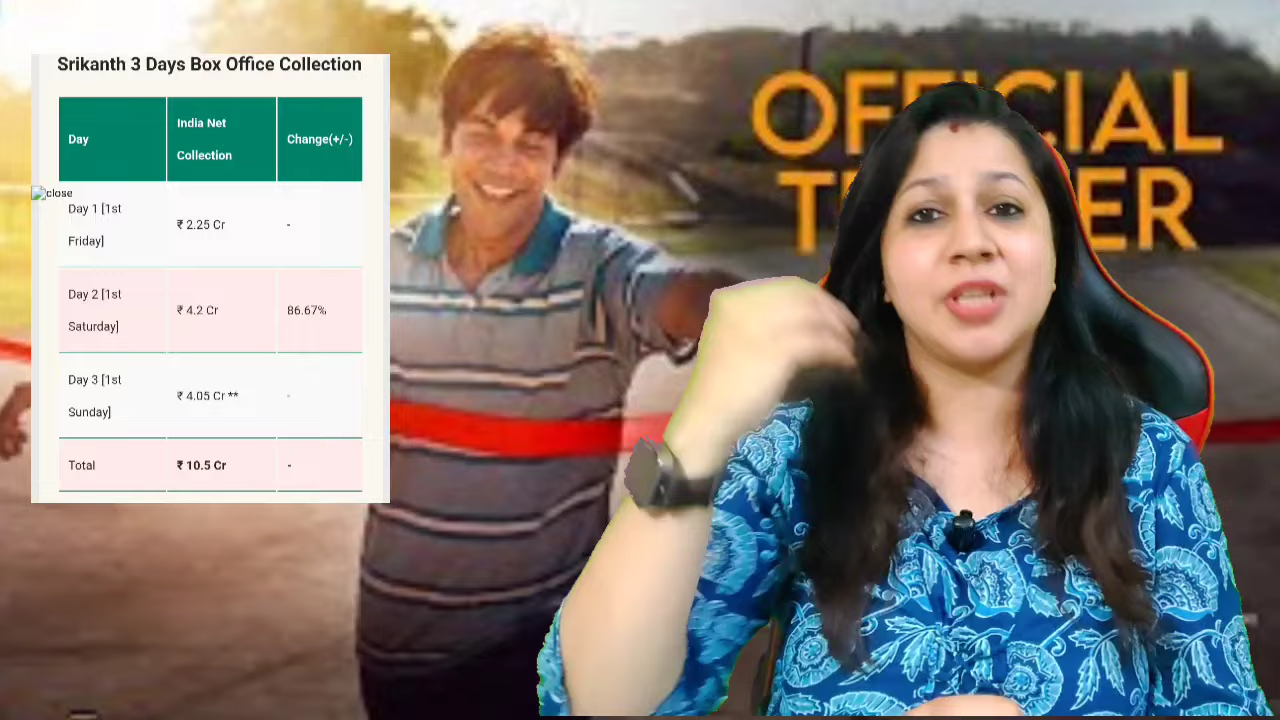 Srikanth 3 Days Box Office Collection
Day
India Net
Collection
Change(+/-)
close
Day 1 [1st
Friday]
₹ 2.25 Cr
-
Day 2 [1st
Saturday]
₹ 4.2 Cr
86.67%
Day 3 [1st
Sunday]
₹ 4.05 Cr **
-
Total
₹ 10.5 Cr
-
OFFICIAL